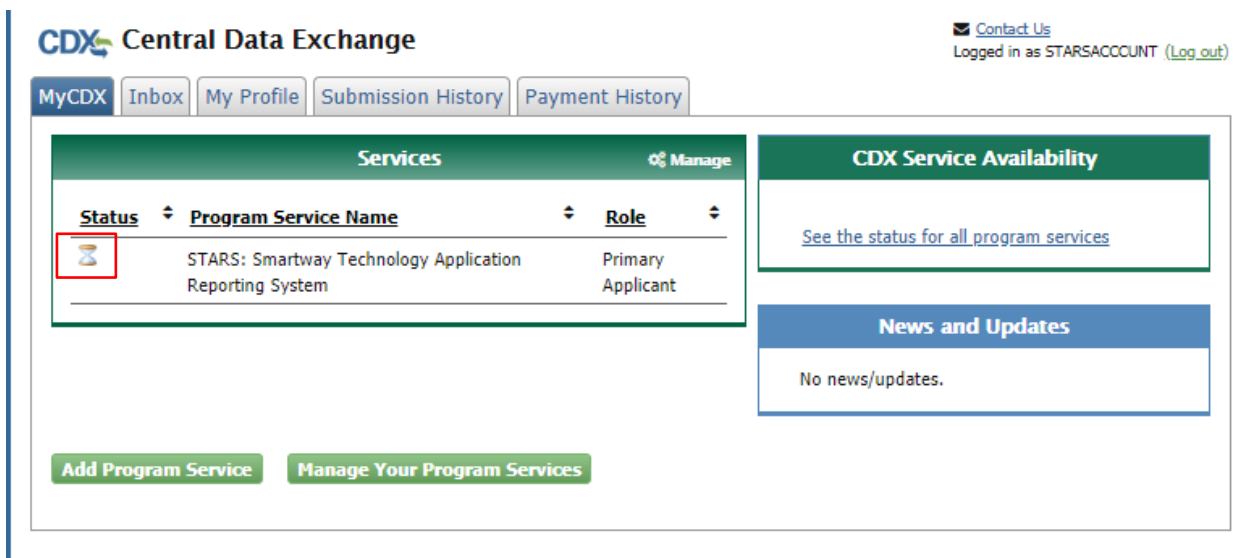 CDX Central Data Exchange
Contact Us
Logged in as STARSACCCUNT (Log out)
MyCDX Inbox My Profile Submission History Payment History
Services Manage
Status Program Service Name Role
STARS: Smartway Technology Application Primary
Reporting System Applicant
CDX Service Availability
See the status for all program services
News and Updates
No news/updates.
Add Program Service Manage Your Program Services